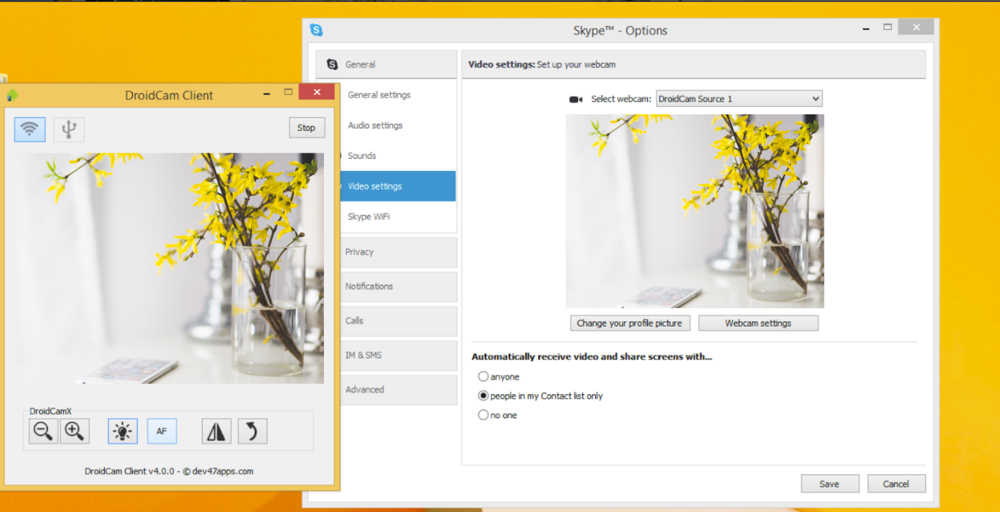 DroidCam Client
Stop
DroidCamX
AF
DroidCam Client v4.0.0 - © dev47apps.com
Skype™ - Options
General
General settings
Audio settings
Sounds
Video settings
Skype WiFi
Privacy
Notifications
Calls
IM & SMS
Advanced
Video settings: Set up your webcam
Select webcam: DroidCam Source 1
Change your profile picture
Webcam settings
Automatically receive video and share screens with...
anyone
people in my Contact list only
no one
Save
Cancel